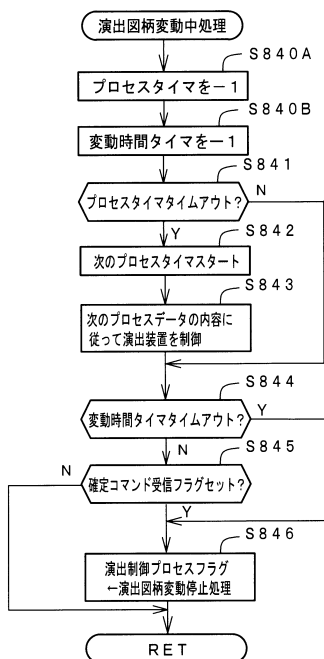 演出図柄変動中処理
S840A
プロセスタイマを－1
S840B
変動時間タイマを－1
S841
プロセスタイマタイムアウト？
N
Y
S842
次のプロセスタイマスタート
S843
次のプロセスデータの内容に
従って演出装置を制御
S844
変動時間タイマタイムアウト？
Y
N
S845
確定コマンド受信フラグセット？
N
Y
S846
演出制御プロセスフラグ
←演出図柄変動停止処理
RET